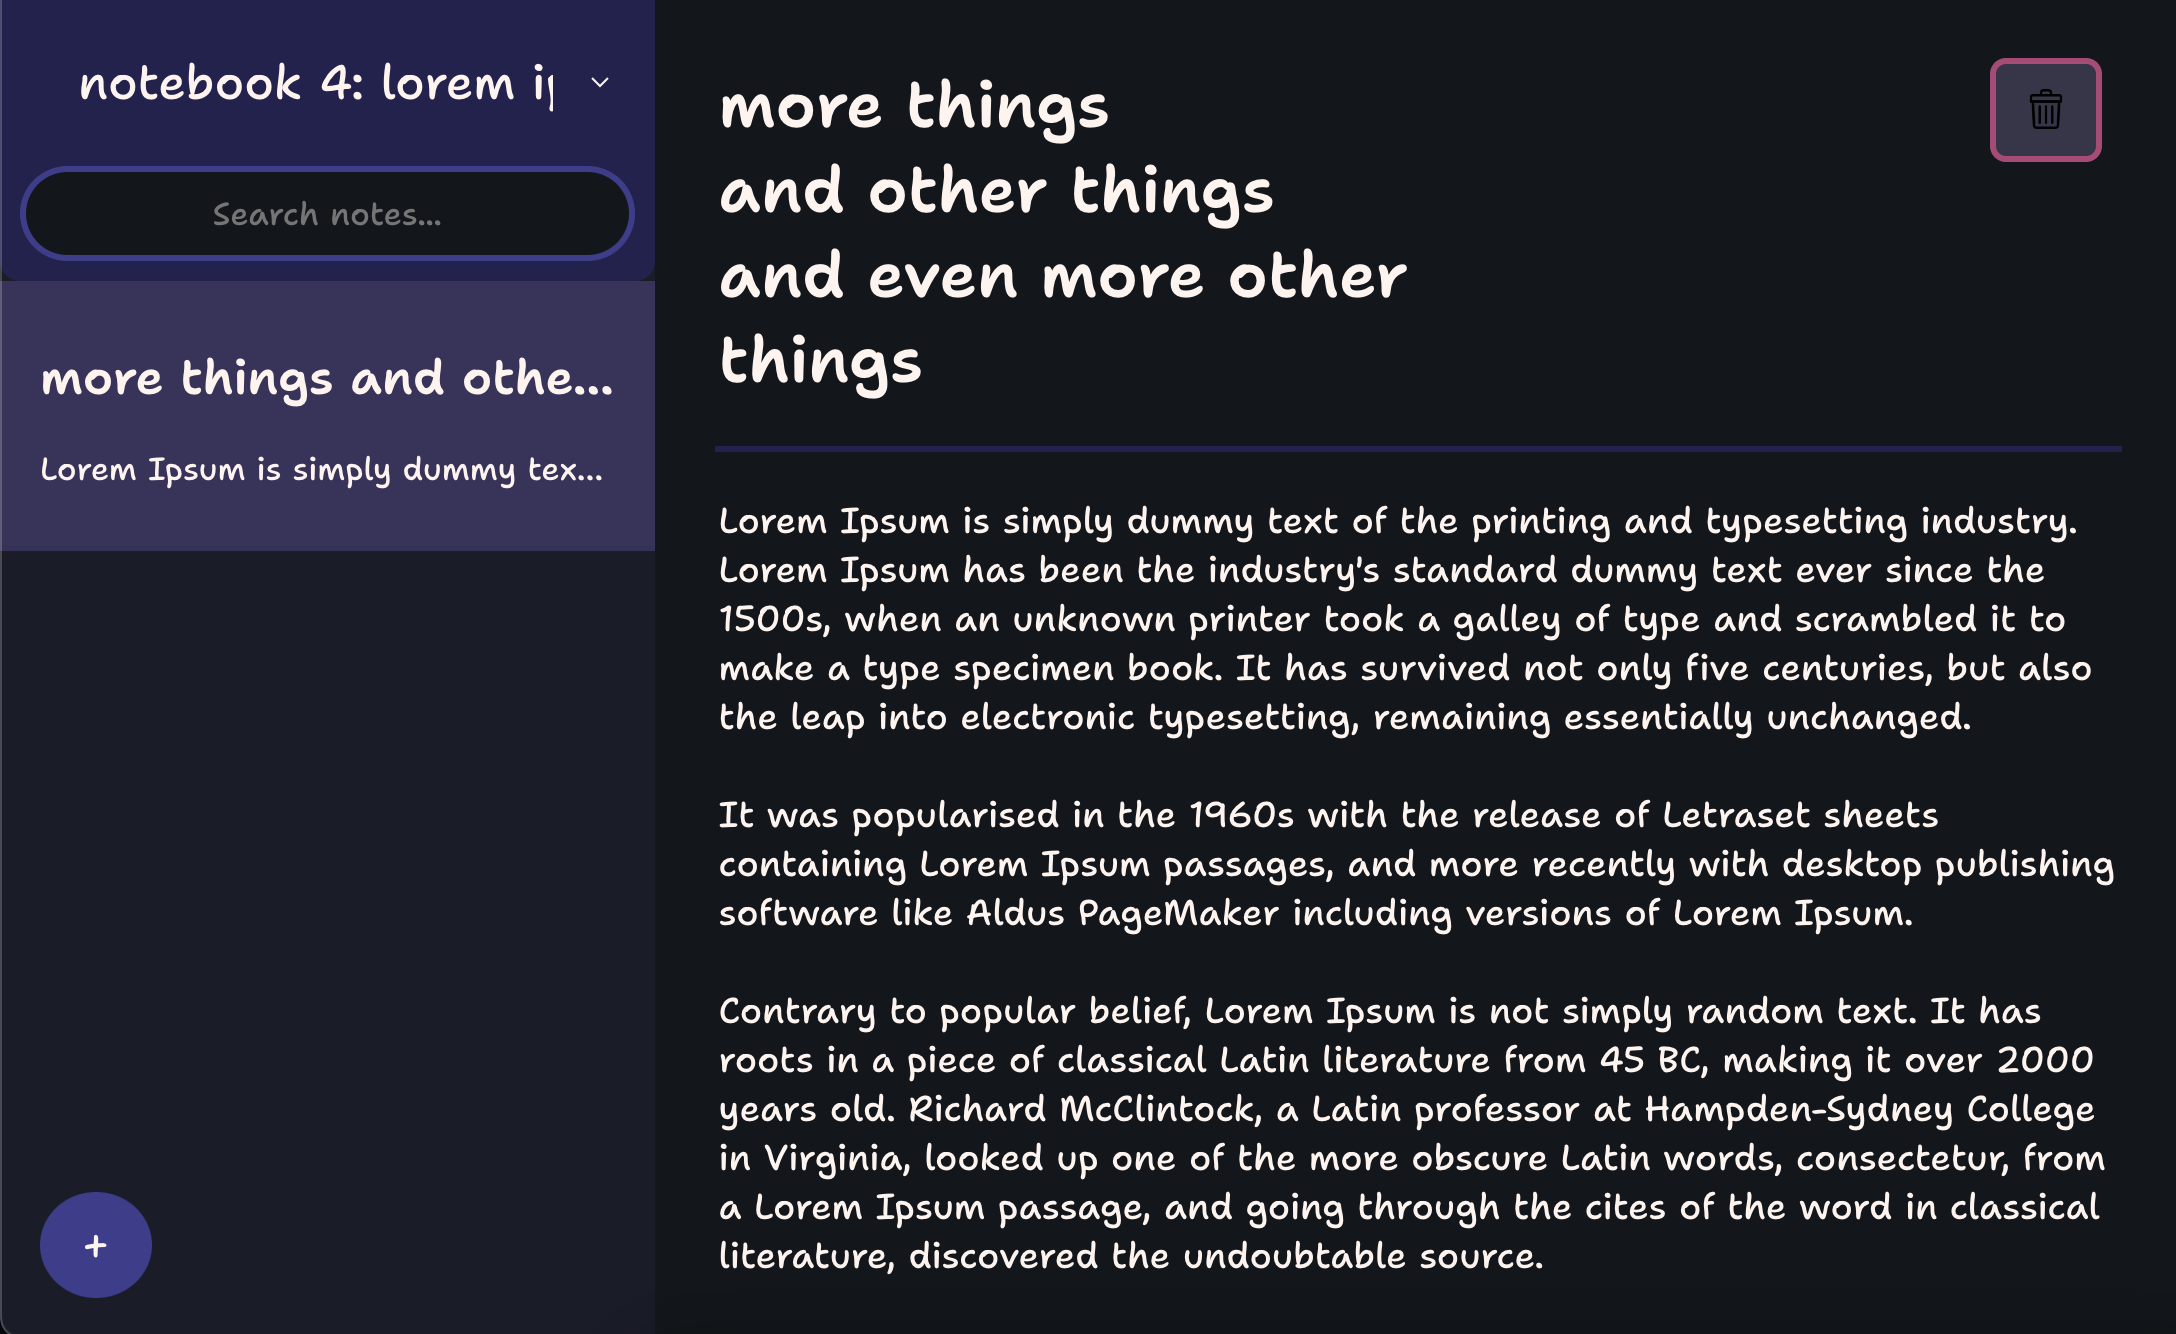 notebook 4: lorem
Search notes...
more things and othe...
Lorem Ipsum is simply dummy tex...
+
more things
and other things
and even more other
things
Lorem Ipsum is simply dummy text of the printing and typesetting industry.
Lorem Ipsum has been the industry's standard dummy text ever since the
1500s, when an unknown printer took a galley of type and scrambled it to
make a type specimen book. It has survived not only five centuries, but also
the leap into electronic typesetting, remaining essentially unchanged.
It was popularised in the 1960s with the release of Letraset sheets
containing Lorem Ipsum passages, and more recently with desktop publishing
software like Aldus PageMaker including versions of Lorem Ipsum.
Contrary to popular belief, Lorem Ipsum is not simply random text. It has
roots in a piece of classical Latin literature from 45 BC, making it over 2000
years old. Richard McClintock, a Latin professor at Hampden-Sydney College
in Virginia, looked up one of the more obscure Latin words, consectetur, from
a Lorem Ipsum passage, and going through the cites of the word in classical
literature, discovered the undoubtable source.